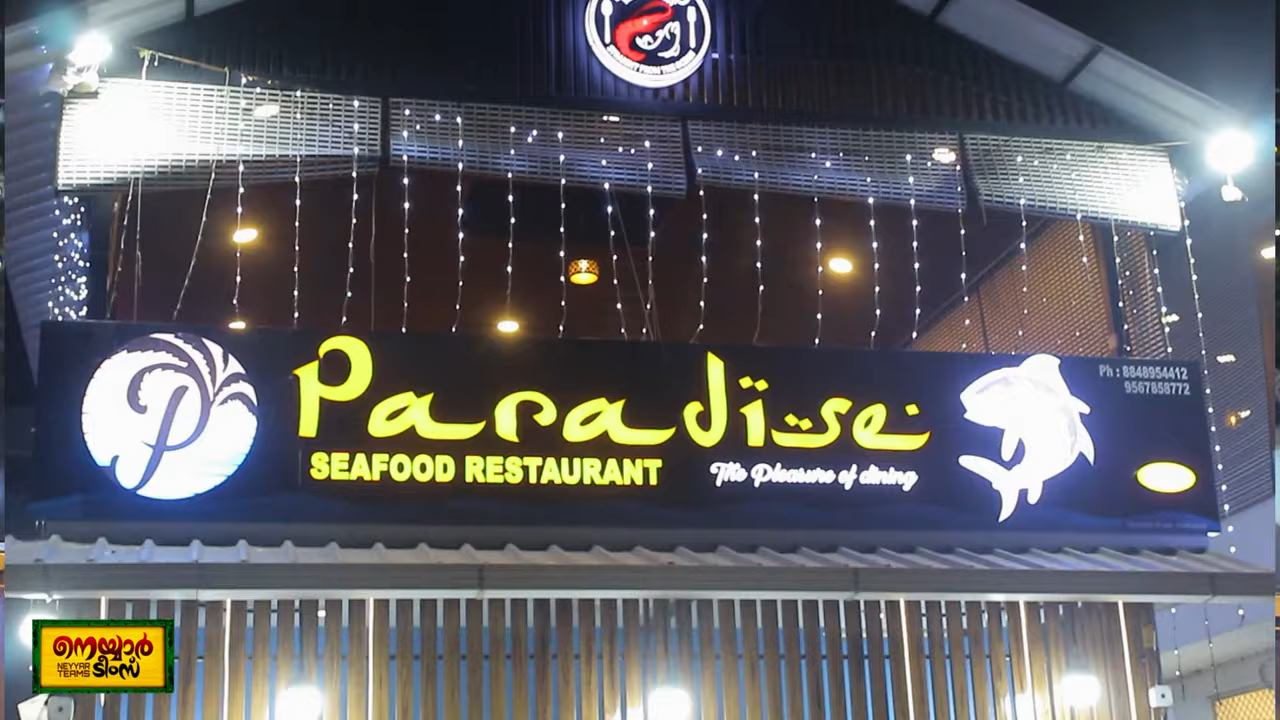 P
Paradise
SEAFOOD RESTAURANT
The Pleasure of dining
Ph : 8848954412
9567858772
നെയ്യാർ
NEYYAR
TEAMS
ടീംസ്